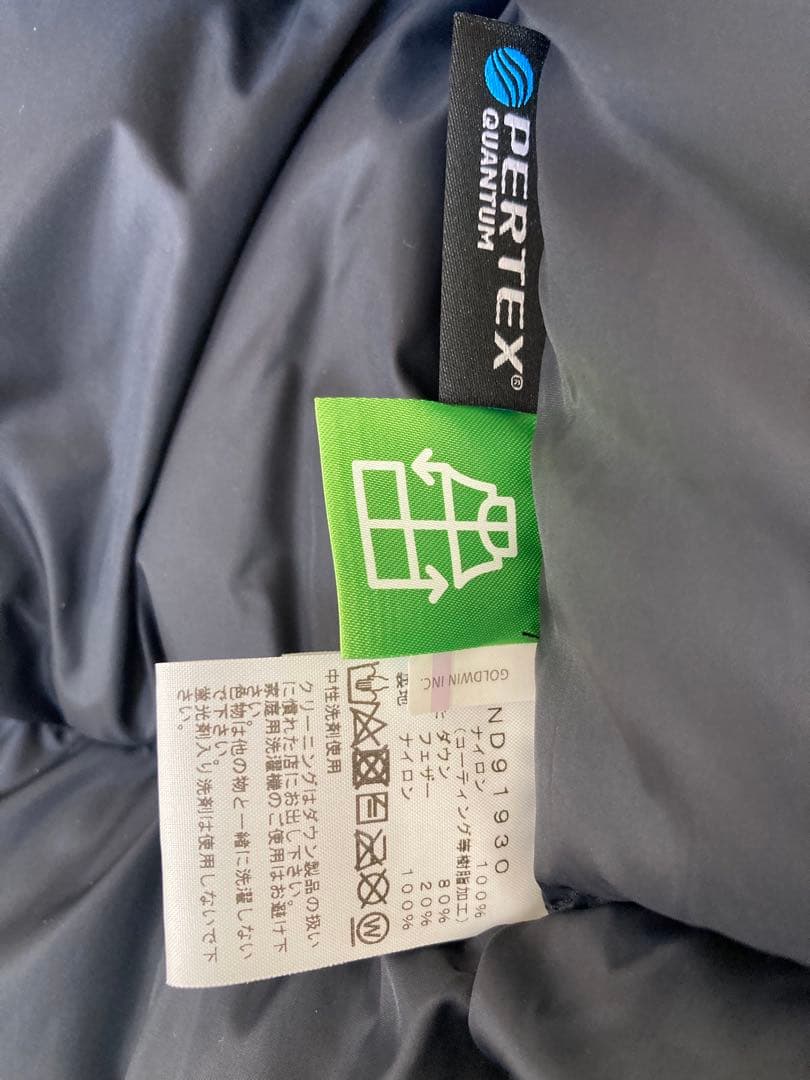 PERTEX®
QUANTUM
GOLDWIN INC.
ND91930
ナイロン 100%
(コーティング等樹脂加工)
ダウン 80%
フェザー 20%
ナイロン 100%
中性洗剤使用
クリーニングはダウン製品の扱い
に慣れた店にお出し下さい。
家庭用洗濯機のご使用はお避け下
さい。
色物は他の物と一緒に洗濯しない
で下さい。
蛍光剤入り洗剤は使用しないで下
さい。